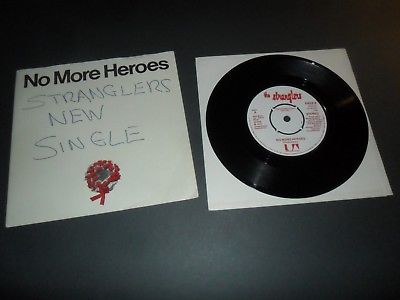 No More Heroes
STRANGLERS
NEW
SINGLE
the
stranglers
NO MORE HEROES